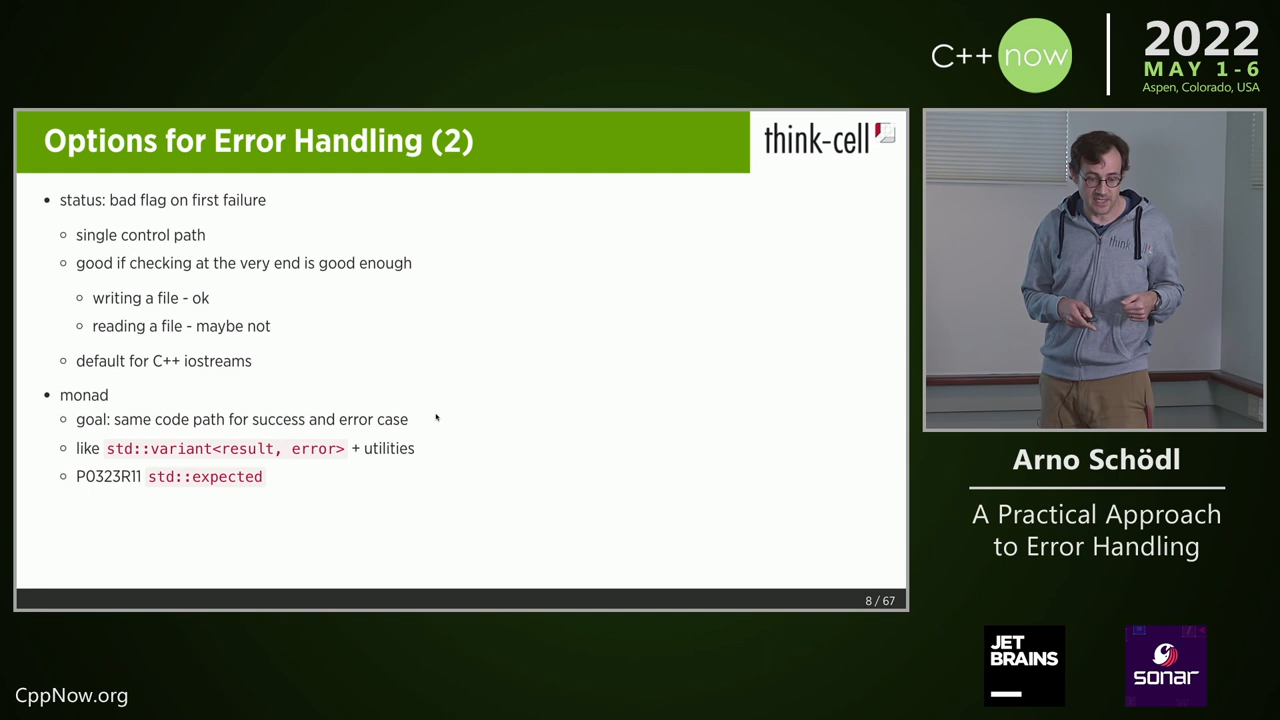 C++ now
2022
MAY 1-6
Aspen, Colorado, USA
Options for Error Handling (2)
think-cell
• status: bad flag on first failure
○ single control path
○ good if checking at the very end is good enough
○ writing a file - ok
○ reading a file - maybe not
○ default for C++ iostreams
• monad
○ goal: same code path for success and error case
○ like std::variant<result, error> + utilities
○ P0323R11 std::expected
8 / 67
think
Arno Schödl
A Practical Approach
to Error Handling
JET
BRAINS
sonar
CppNow.org